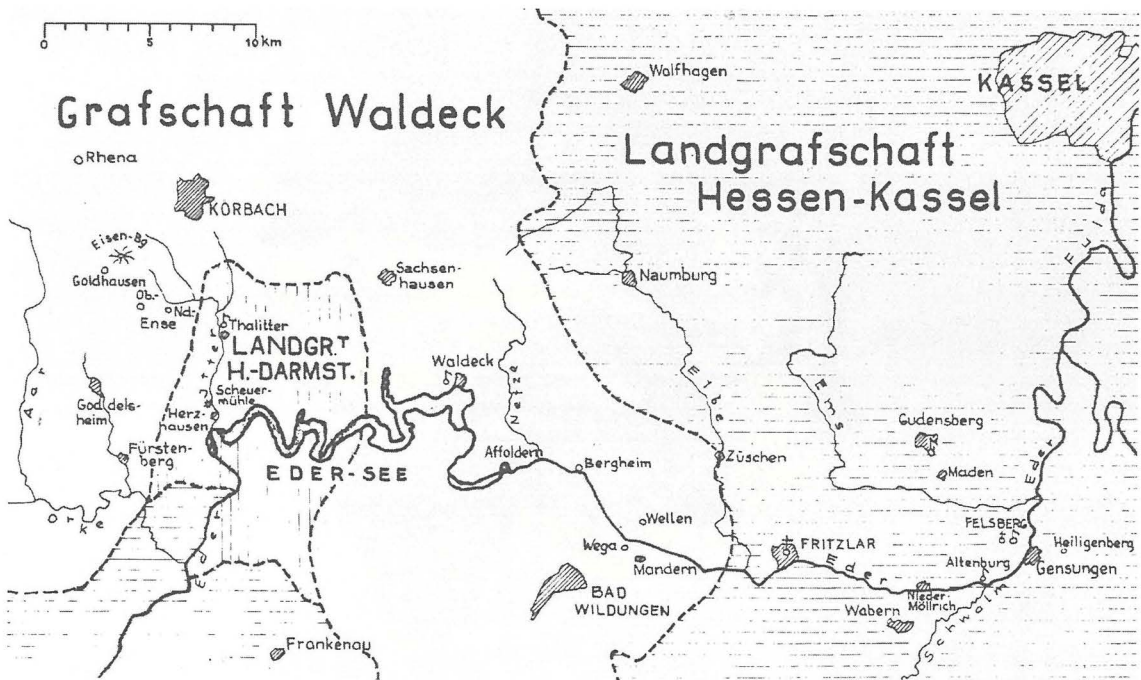 0 5 10 km
Grafschaft Waldeck
Landgrafschaft
Hessen-Kassel
KASSEL
Wolfhagen
Fulda
Rhena
KORBACH
Eisen-Bg
Goldhausen
Ob.-
Nd.-
Ense
Sachsen-
hausen
Naumburg
Thalitter
LANDGR.T
H.-DARMST.
Itter
Scheuer-
mühle
Herz-
hausen
Waldeck
Netze
Elbe
Ems
Aar
Goddels-
heim
Fürsten-
berg
Gudensberg
Maden
EDER-SEE
Affoldern
Bergheim
Züschen
Eder
Orke
Wellen
Wega
Mandern
FRITZLAR
Eder
FELSBERG
Heiligenberg
Altenburg
Gensungen
Eder
BAD
WILDUNGEN
Nieder-
Möllrich
Wabern
Schwalm
Frankenau